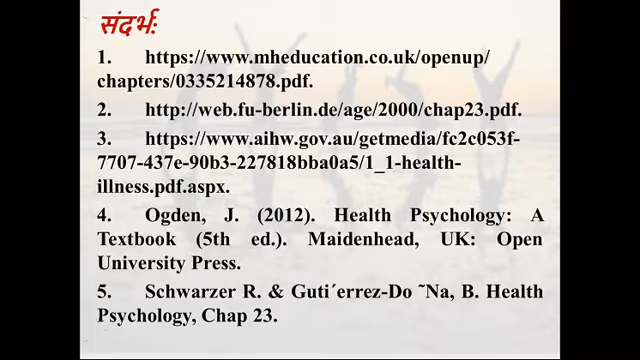 संदर्भ:
1. https://www.mheducation.co.uk/openup/
chapters/0335214878.pdf.
2. http://web.fu-berlin.de/age/2000/chap23.pdf.
3. https://www.aihw.gov.au/getmedia/fc2c053f-
7707-437e-90b3-227818bba0a5/1_1-health-
illness.pdf.aspx.
4. Ogden, J. (2012). Health Psychology: A
Textbook (5th ed.). Maidenhead, UK: Open
University Press.
5. Schwarzer R. & Guti´errez-Do ˜Na, B. Health
Psychology, Chap 23.